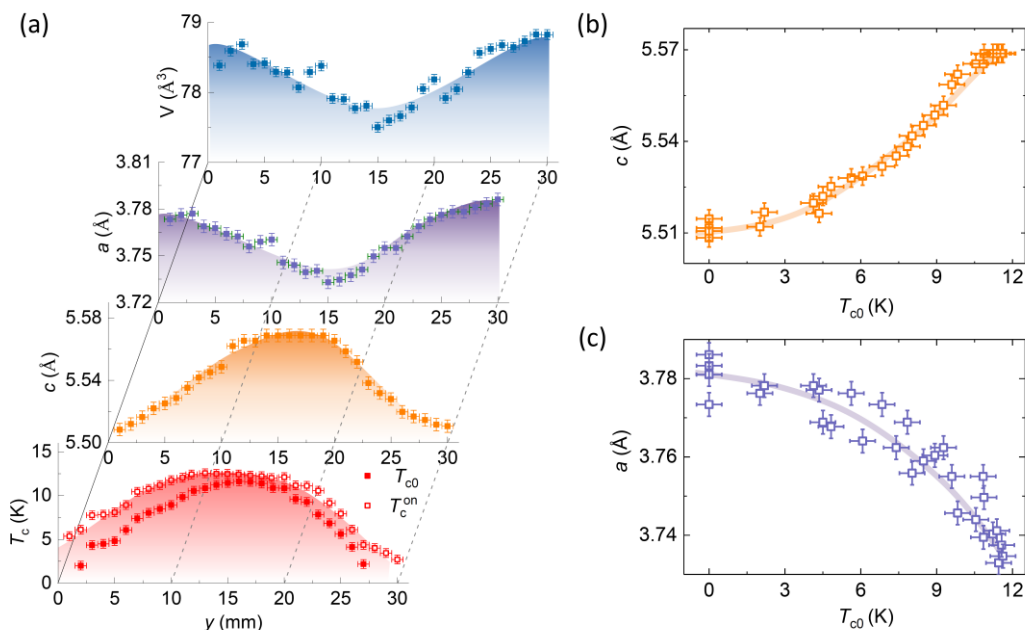 (a)
79
78
77
V (Å³)
0 5 10 15 20 25 30
3.81
3.78
3.75
3.72
a (Å)
0 5 10 15 20 25 30
5.58
5.54
5.50
c (Å)
0 5 10 15 20 25 30
15
10
5
0
Tc (K)
Tc0
Tc^on
0 5 10 15 20 25 30
y (mm)
(b)
5.57
5.54
5.51
c (Å)
0 3 6 9 12
Tc0 (K)
(c)
3.78
3.76
3.74
a (Å)
0 3 6 9 12
Tc0 (K)